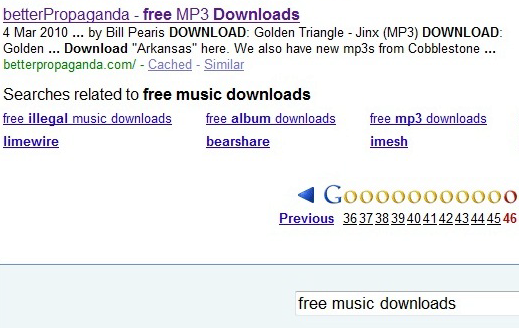 betterPropaganda - free MP3 Downloads
4 Mar 2010 ... by Bill Pearis DOWNLOAD: Golden Triangle - Jinx (MP3) DOWNLOAD:
Golden ... Download "Arkansas" here. We also have new mp3s from Cobblestone ...
betterpropaganda.com/ - Cached - Similar
Searches related to free music downloads
free illegal music downloads free album downloads free mp3 downloads
limewire bearshare imesh
Gooooooooooo
Previous 36 37 38 39 40 41 42 43 44 45 46
free music downloads